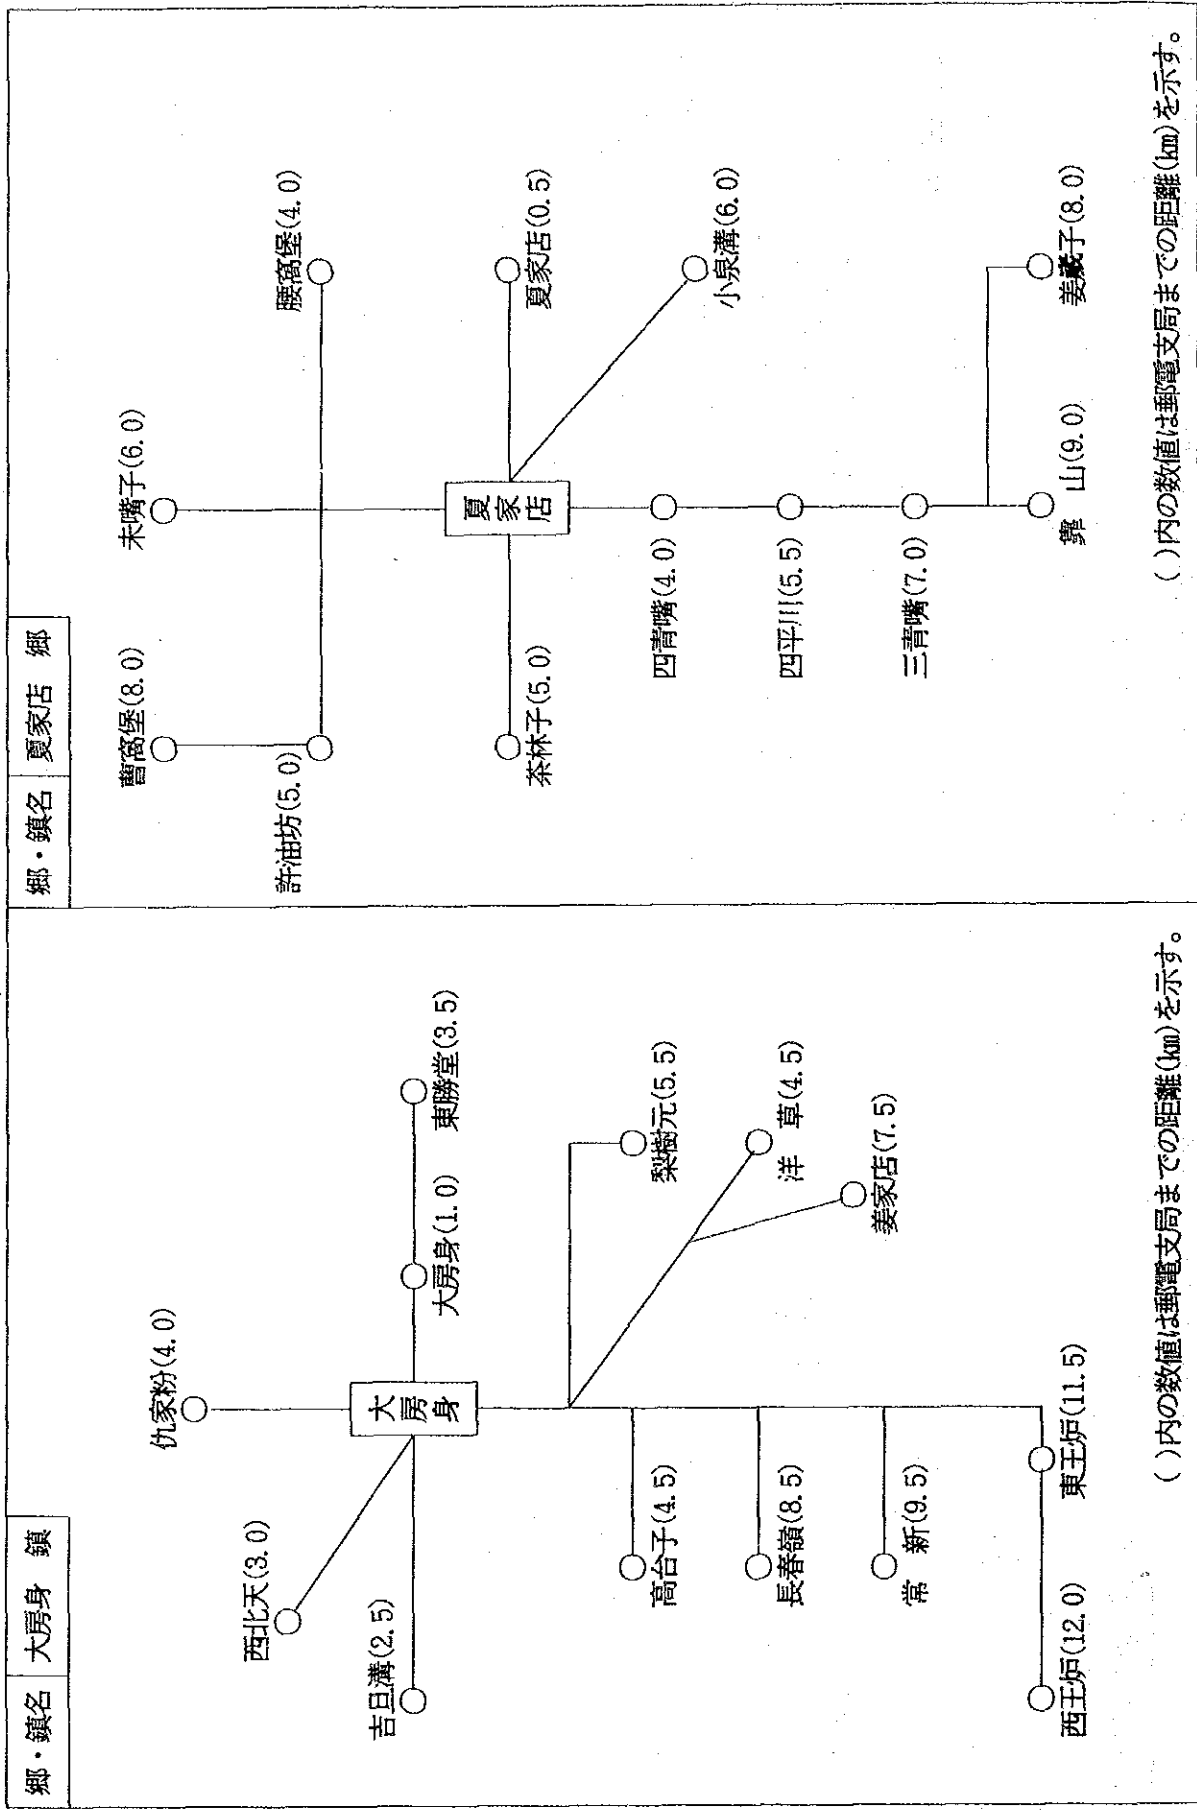 郷・鎮名 大房身 鎮
仇家粉(4.0)
西北天(3.0)
大房身
吉旦溝(2.5)
大房身(1.0)
東勝堂(3.5)
梨樹元(5.5)
高台子(4.5)
洋 草(4.5)
長春嶺(8.5)
姜家店(7.5)
常 新(9.5)
西王炉(12.0)
東王炉(11.5)
( )内の数値は郵電支局までの距離(km)を示す。
郷・鎮名 夏家店 郷
曹窩堡(8.0)
未嘴子(6.0)
許油坊(5.0)
腰窩堡(4.0)
夏家店
茶林子(5.0)
夏家店(0.5)
四青嘴(4.0)
小泉溝(6.0)
四平川(5.5)
三青嘴(7.0)
靠 山(9.0)
姜蔵子(8.0)
( )内の数値は郵電支局までの距離(km)を示す。